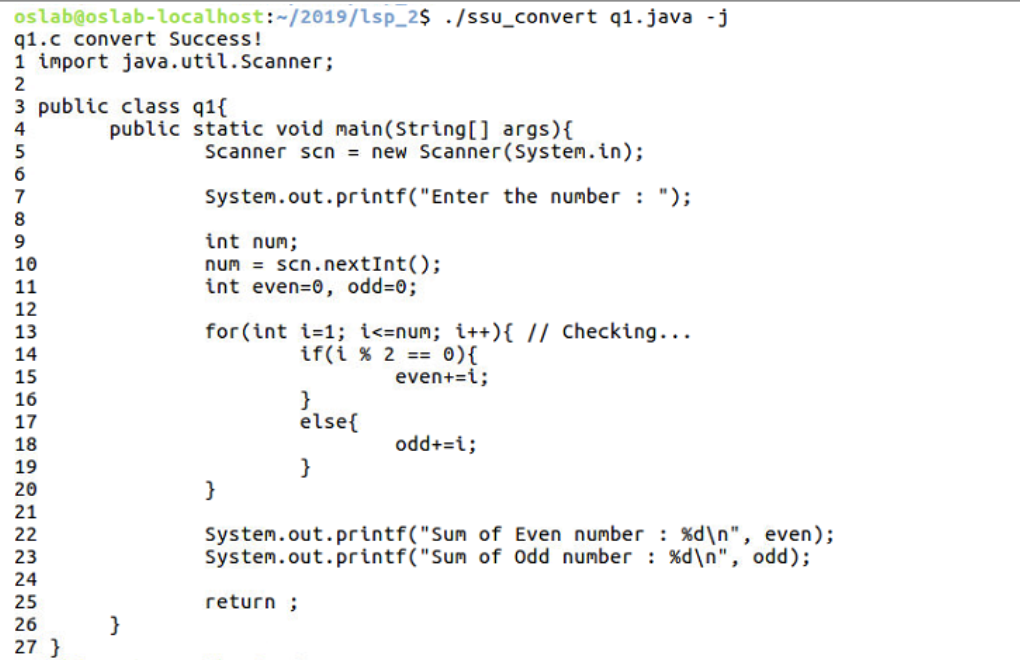 oslab@oslab-localhost:~/2019/lsp_2$ ./ssu_convert q1.java -j
q1.c convert Success!
1 import java.util.Scanner;
2
3 public class q1{
4       public static void main(String[] args){
5               Scanner scn = new Scanner(System.in);
6
7               System.out.printf("Enter the number : ");
8
9               int num;
10              num = scn.nextInt();
11              int even=0, odd=0;
12
13              for(int i=1; i<=num; i++){ // Checking...
14                      if(i % 2 == 0){
15                              even+=i;
16                      }
17                      else{
18                              odd+=i;
19                      }
20              }
21
22              System.out.printf("Sum of Even number : %d\n", even);
23              System.out.printf("Sum of Odd number : %d\n", odd);
24
25              return ;
26      }
27 }